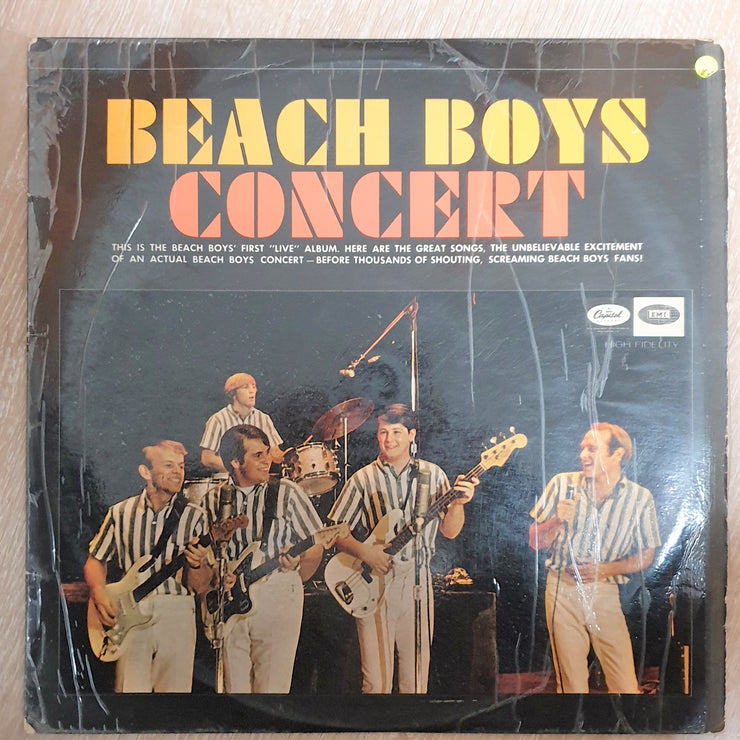 BEACH BOYS
CONCERT
THIS IS THE BEACH BOYS' FIRST "LIVE" ALBUM. HERE ARE THE GREAT SONGS, THE UNBELIEVABLE EXCITEMENT
OF AN ACTUAL BEACH BOYS CONCERT — BEFORE THOUSANDS OF SHOUTING, SCREAMING BEACH BOYS FANS!
Capitol
EMI
HIGH FIDELITY